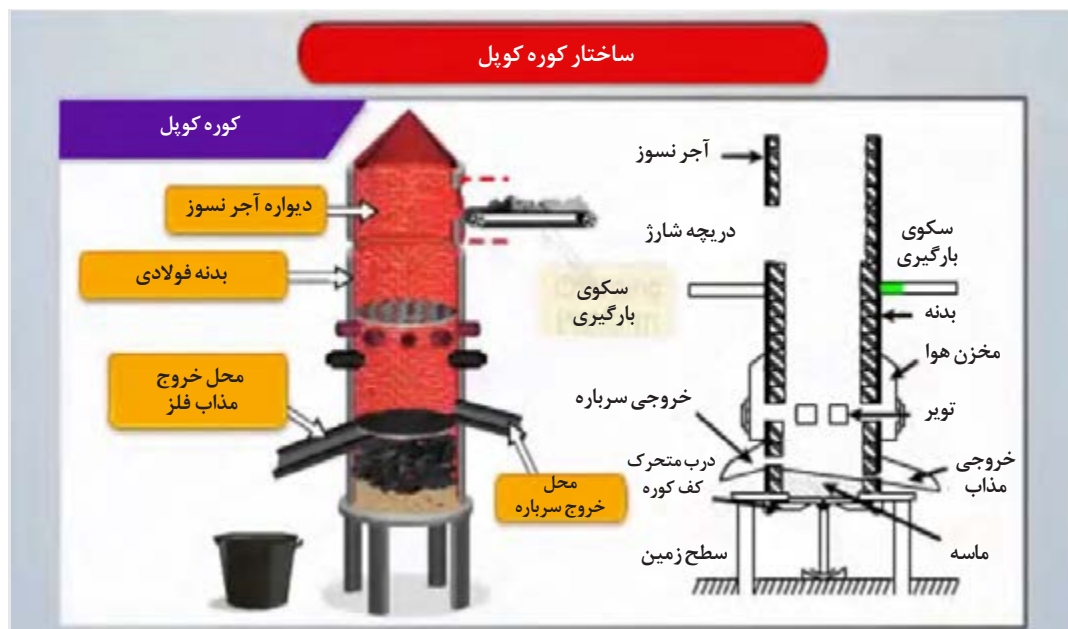 ساختار کوره کوپل
کوره کوپل
دیواره آجر نسوز
بدنه فولادی
محل خروج
مذاب فلز
سکوی
بارگیری
محل
خروج سرباره
آجر نسوز
دریچه شارژ
سکوی
بارگیری
بدنه
مخزن هوا
تویر
خروجی سرباره
درب متحرک
کف کوره
خروجی
مذاب
ماسه
سطح زمین